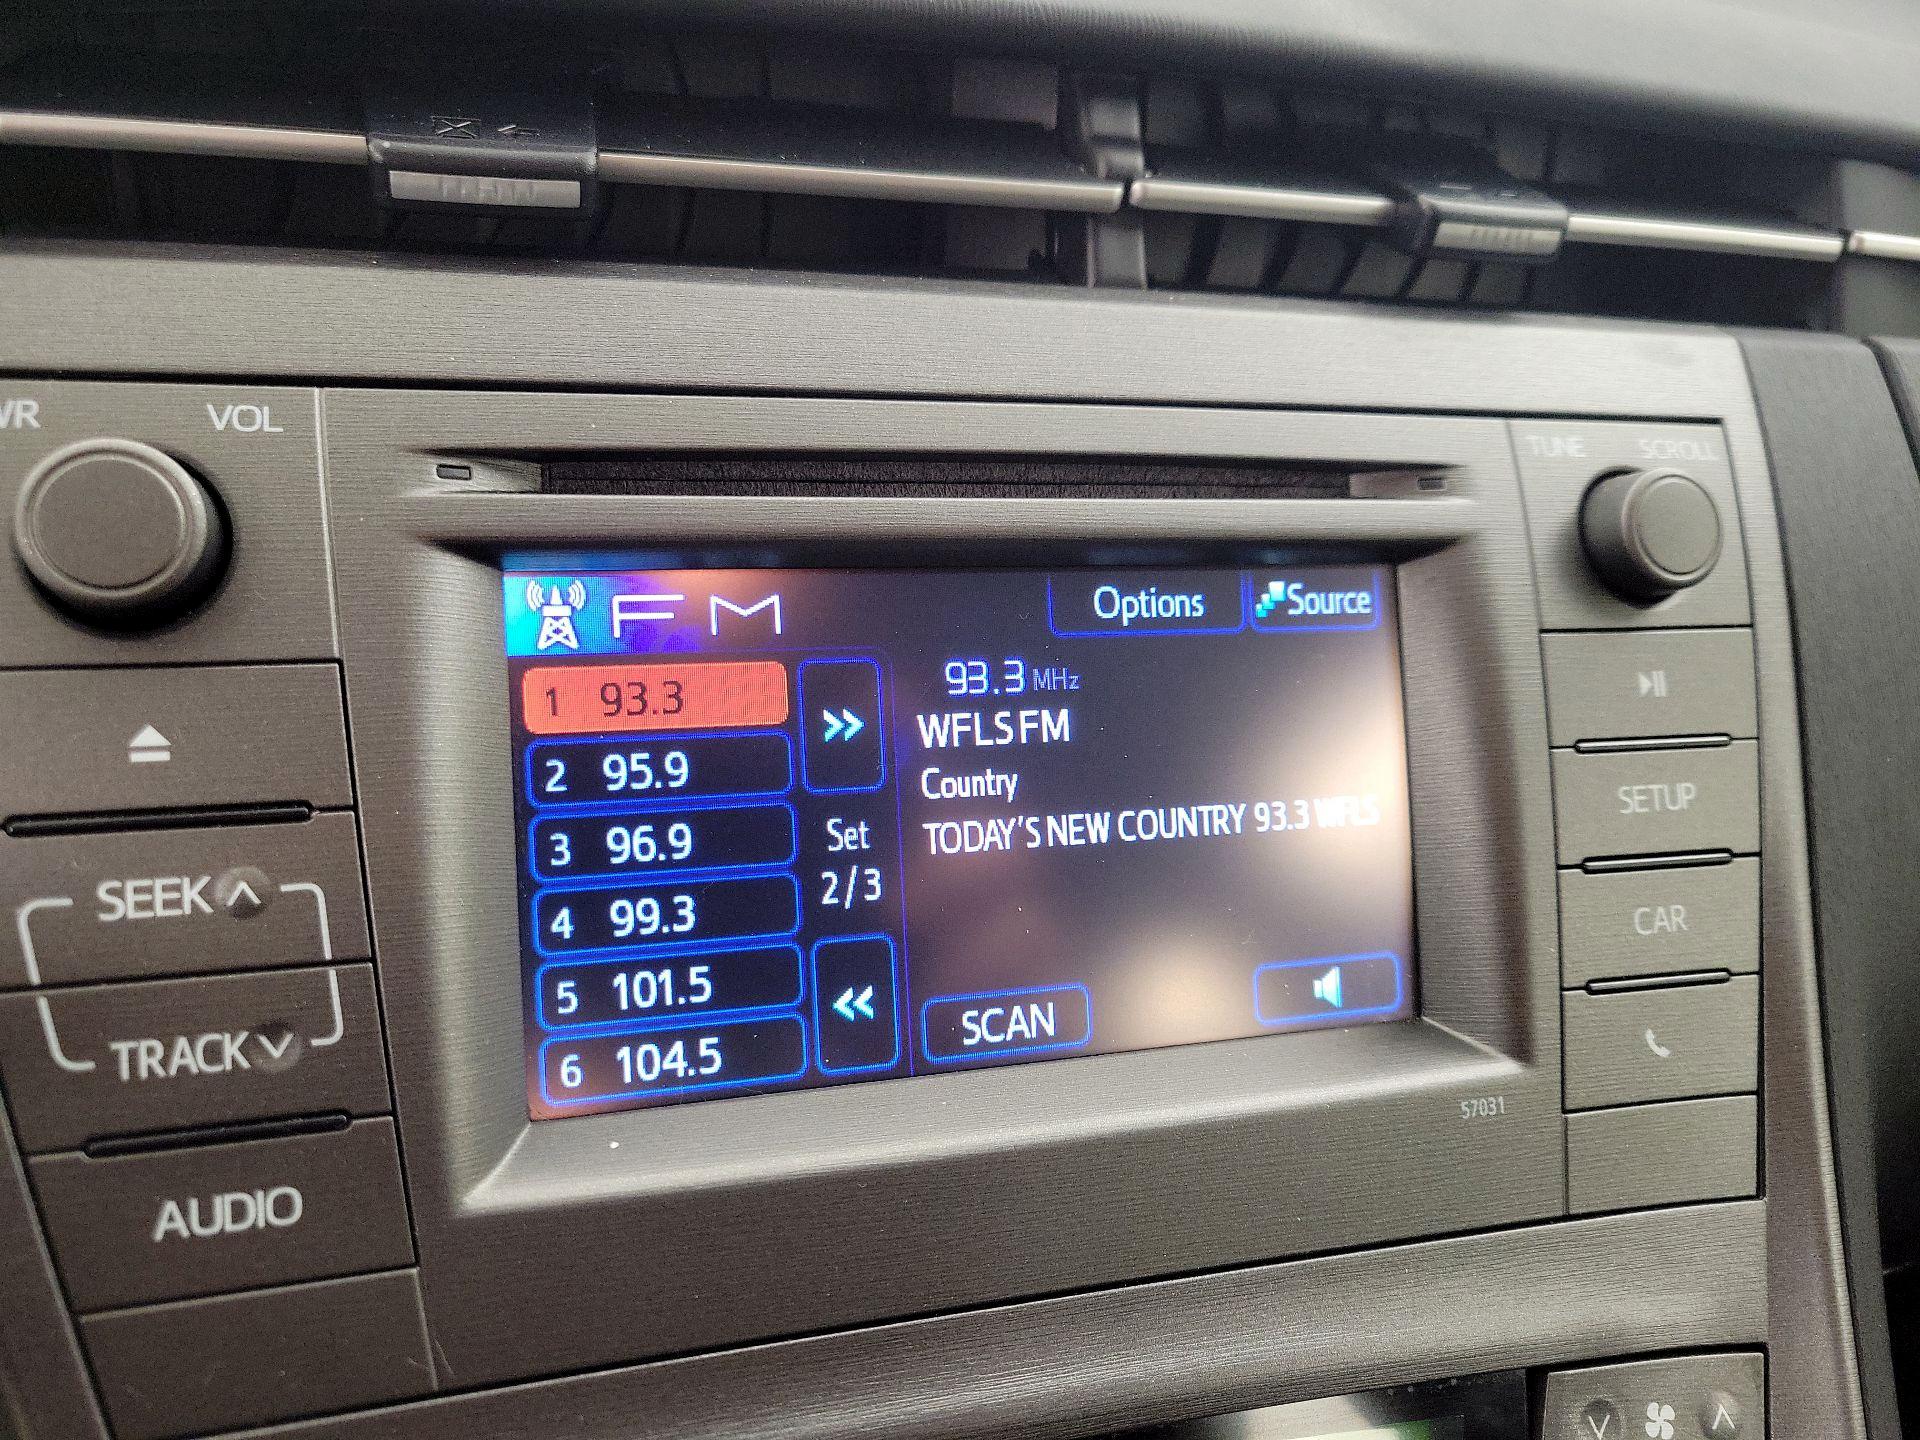 VOL
TUNE SCROLL
FM
Options
Source
1 93.3
2 95.9
3 96.9
4 99.3
5 101.5
6 104.5
>>
Set
2/3
<<
93.3 MHz
WFLS FM
Country
TODAY'S NEW COUNTRY 93.3 WFLS
SCAN
SEEK
TRACK
AUDIO
SETUP
CAR
57031